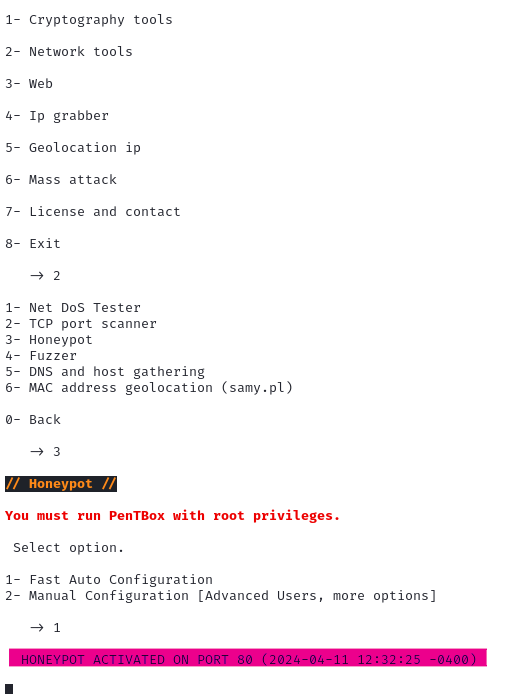 1- Cryptography tools
2- Network tools
3- Web
4- Ip grabber
5- Geolocation ip
6- Mass attack
7- License and contact
8- Exit
-> 2
1- Net DoS Tester
2- TCP port scanner
3- Honeypot
4- Fuzzer
5- DNS and host gathering
6- MAC address geolocation (samy.pl)
0- Back
-> 3
// Honeypot //
You must run PenTBox with root privileges.
Select option.
1- Fast Auto Configuration
2- Manual Configuration [Advanced Users, more options]
-> 1
HONEYPOT ACTIVATED ON PORT 80 (2024-04-11 12:32:25 -0400)